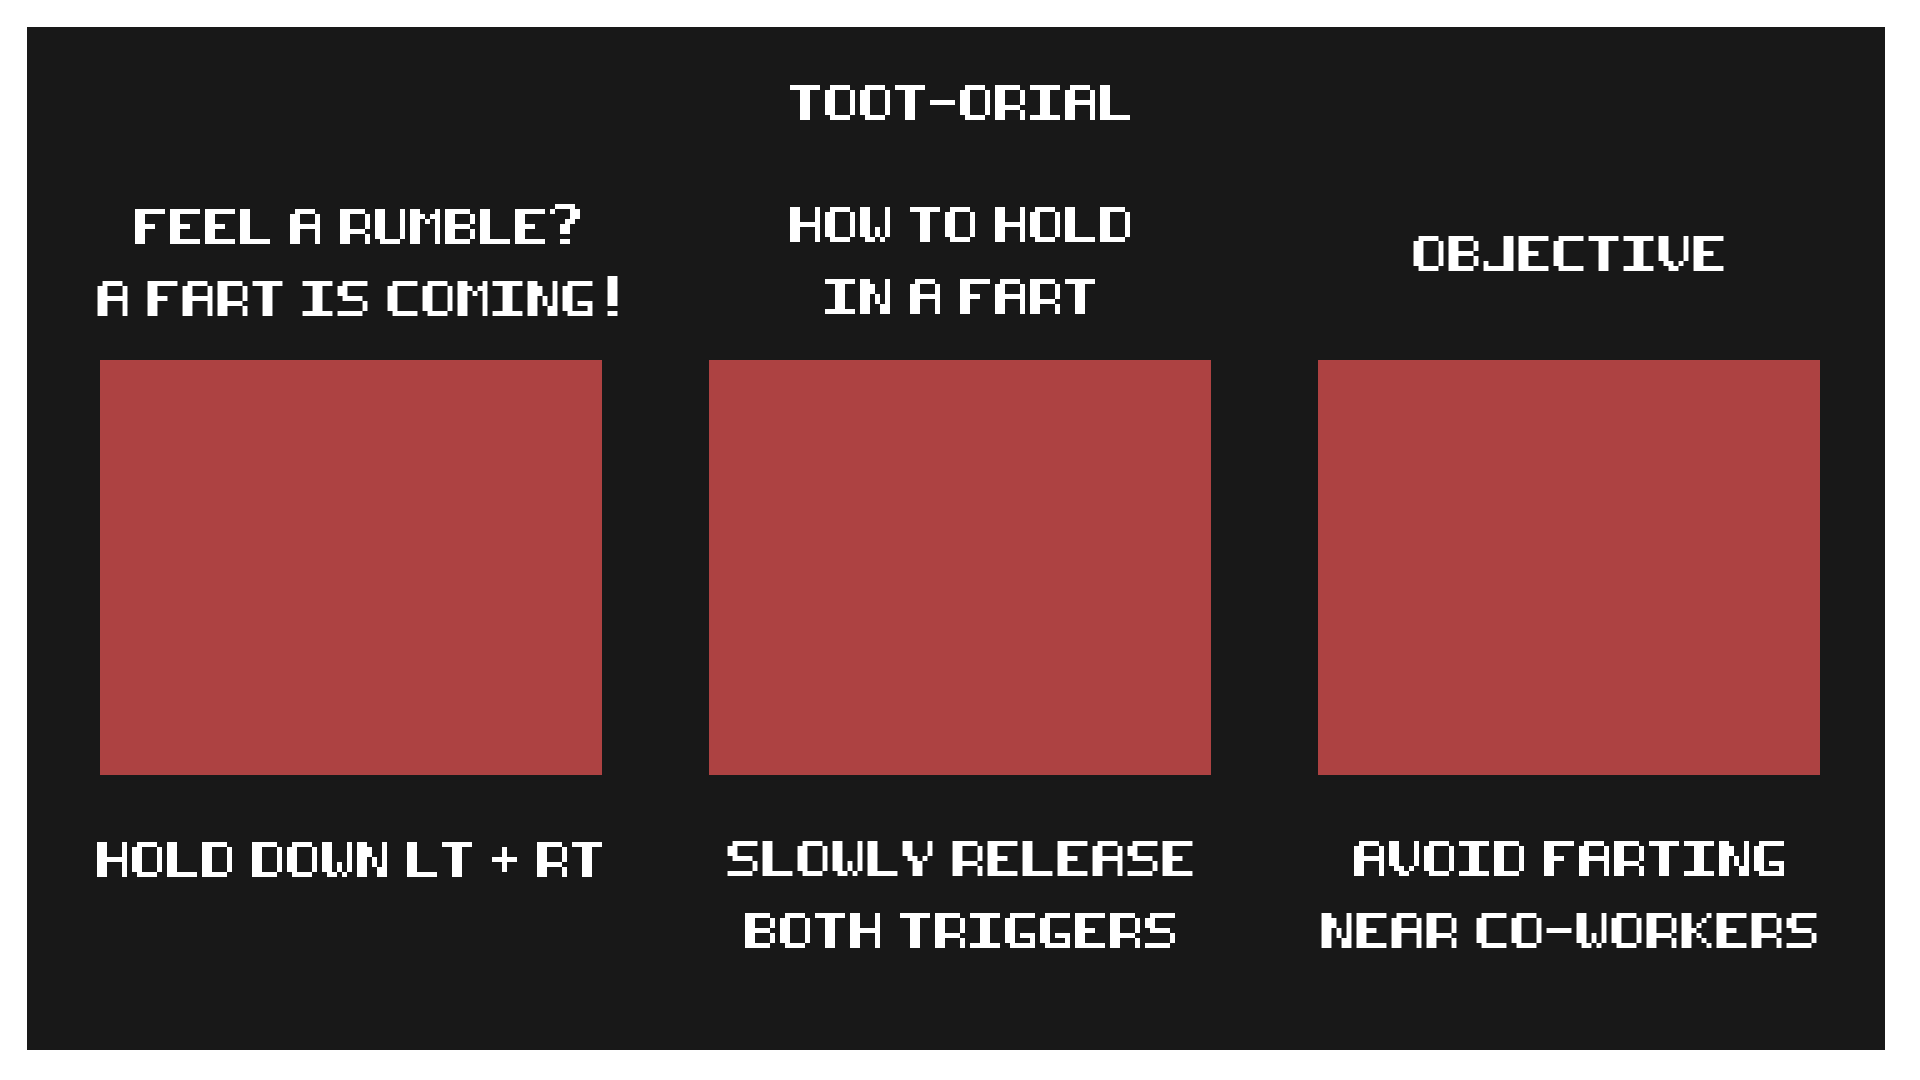 TOOT-ORIAL
FEEL A RUMBLE?
A FART IS COMING!
HOLD DOWN LT + RT
HOW TO HOLD
IN A FART
SLOWLY RELEASE
BOTH TRIGGERS
OBJECTIVE
AVOID FARTING
NEAR CO-WORKERS